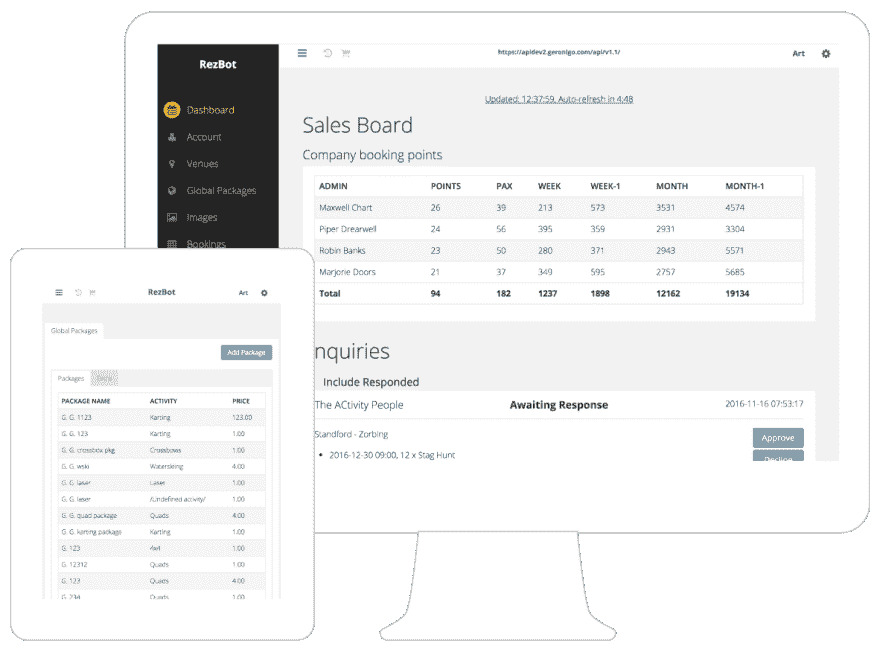 RezBot
https://apidev2.geronigo.com/api/v1.1/
Art
Dashboard
Account
Venues
Global Packages
Images
Bookings
Updated: 12:37:59, Auto-refresh in 4:48
Sales Board
Company booking points
ADMIN POINTS PAX WEEK WEEK-1 MONTH MONTH-1
Maxwell Chart 26 39 213 573 3531 4574
Piper Drearwell 24 56 395 359 2931 3304
Robin Banks 23 50 280 371 2943 5571
Marjorie Doors 21 37 349 595 2757 5685
Total 94 182 1237 1898 12162 19134
nquiries
Include Responded
The ACtivity People Awaiting Response 2016-11-16 07:53:17
Standford - Zorbing
Approve
2016-12-30 09:00, 12 x Stag Hunt
Decline
RezBot Art
Global Packages
Add Package
Packages
PACKAGE NAME ACTIVITY PRICE
G. G. 1123 Karting 123.00
G. G. 123 Karting 1.00
G. G. crossbox pkg Crossbows 1.00
G. G. wski Waterskiing 4.00
G. G. laser Laser 1.00
G. G. laser /Undefined activity/ 1.00
G. G. quad package Quads 4.00
G. G. karting package Karting 1.00
G. 123 4x4 1.00
G. 12312 Quads 1.00
G. 123 Quads 4.00
G. 234 Quads 1.00